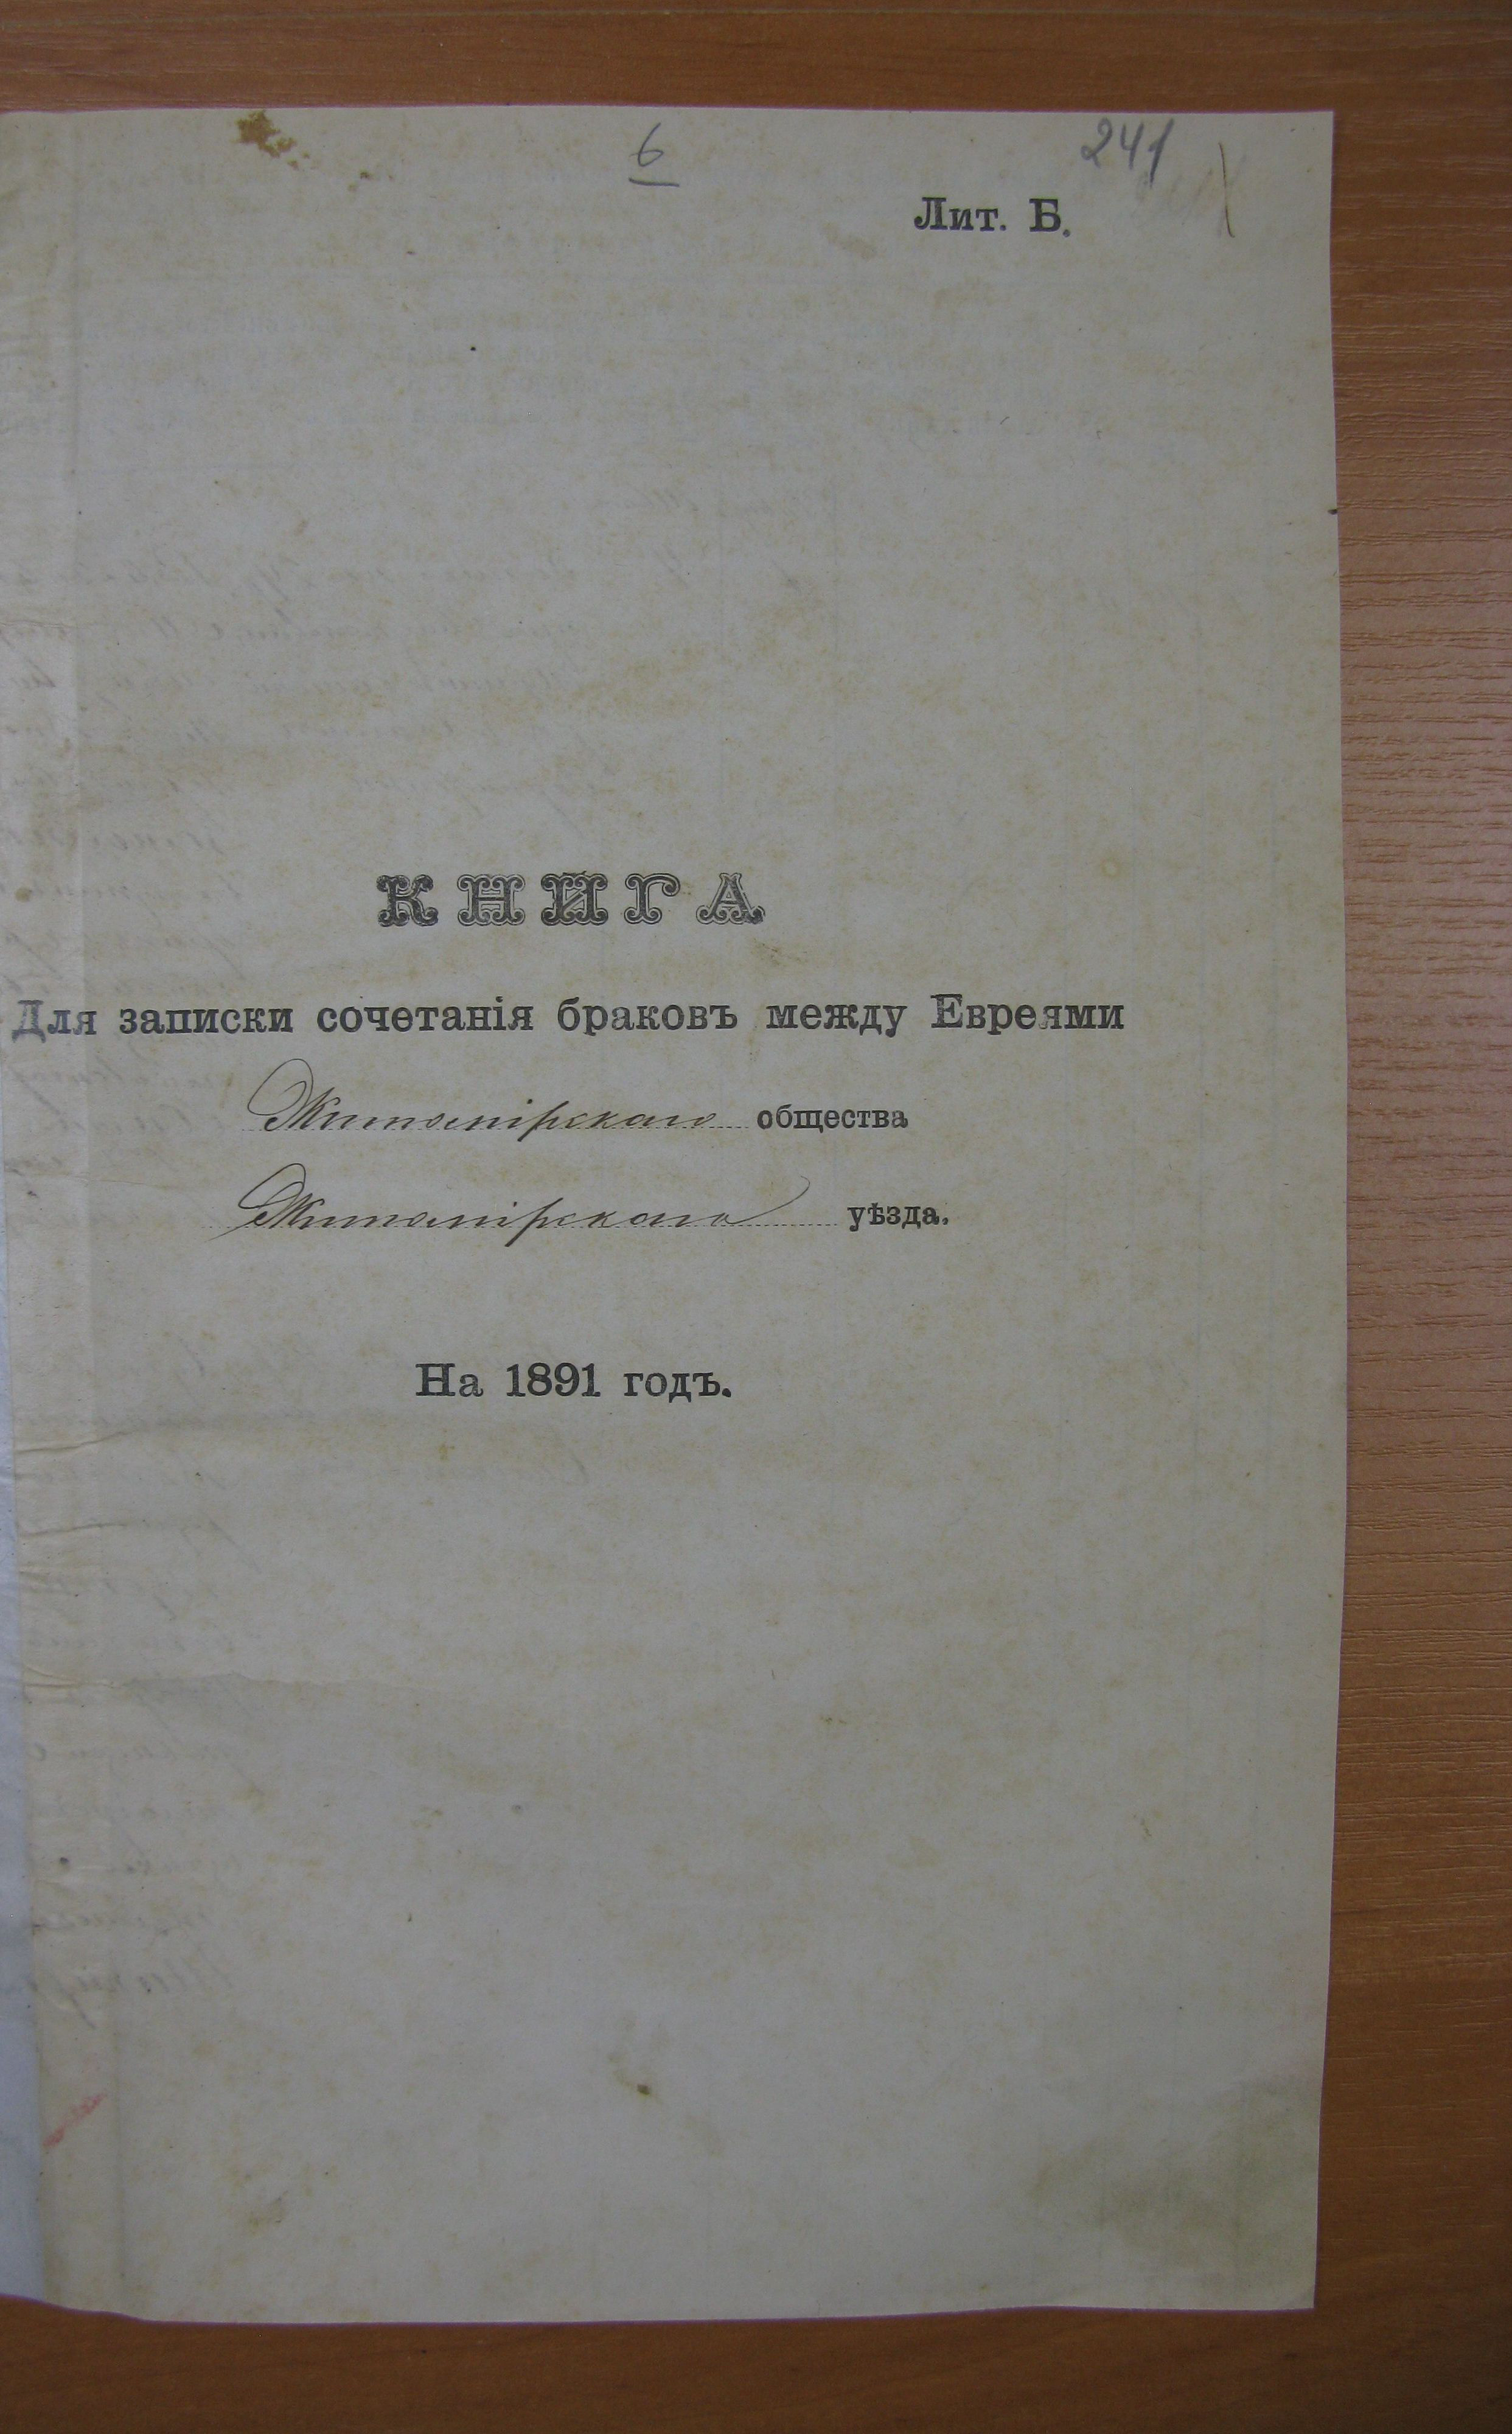 6
241
Лит. Б.
КНИГА
Для записки сочетанія браковъ между Евреями
Житомірскаго общества
Житомірскаго уѣзда.
На 1891 годъ.